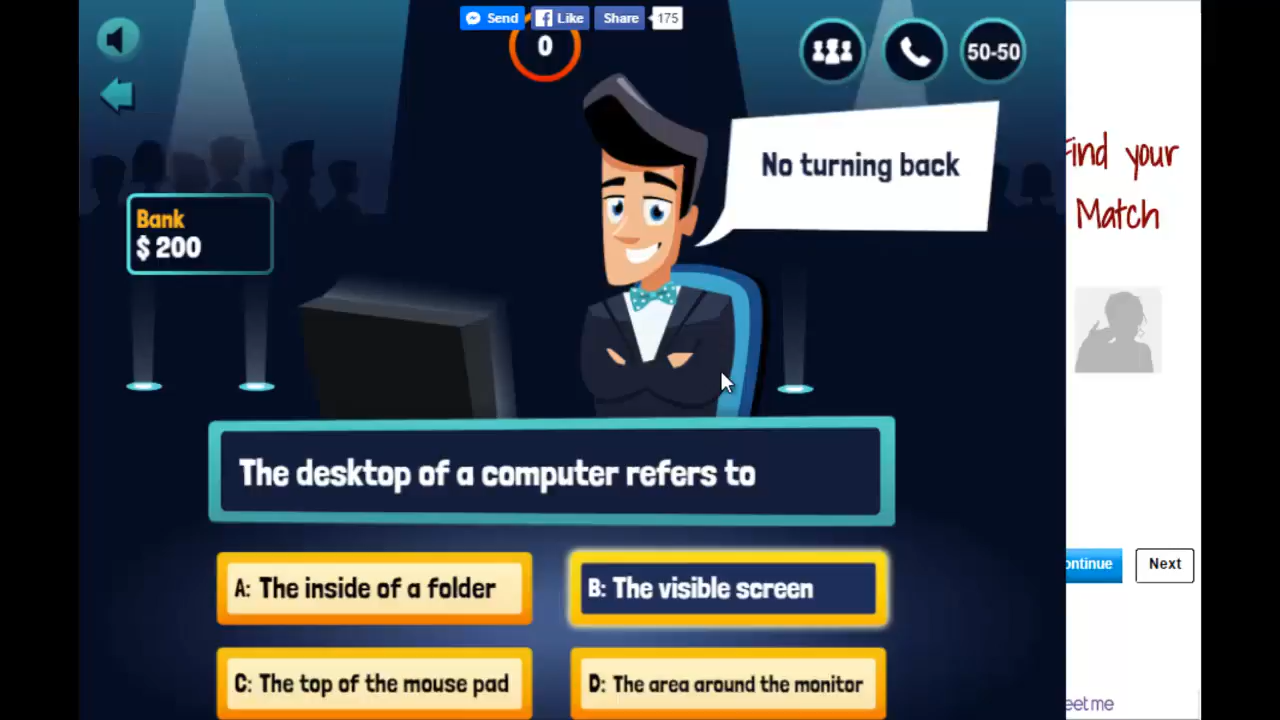 Send
Like
Share
175
0
50-50
No turning back
Find your
Match
Bank
$ 200
The desktop of a computer refers to
A: The inside of a folder
B: The visible screen
C: The top of the mouse pad
D: The area around the monitor
ontinue
Next
eet me